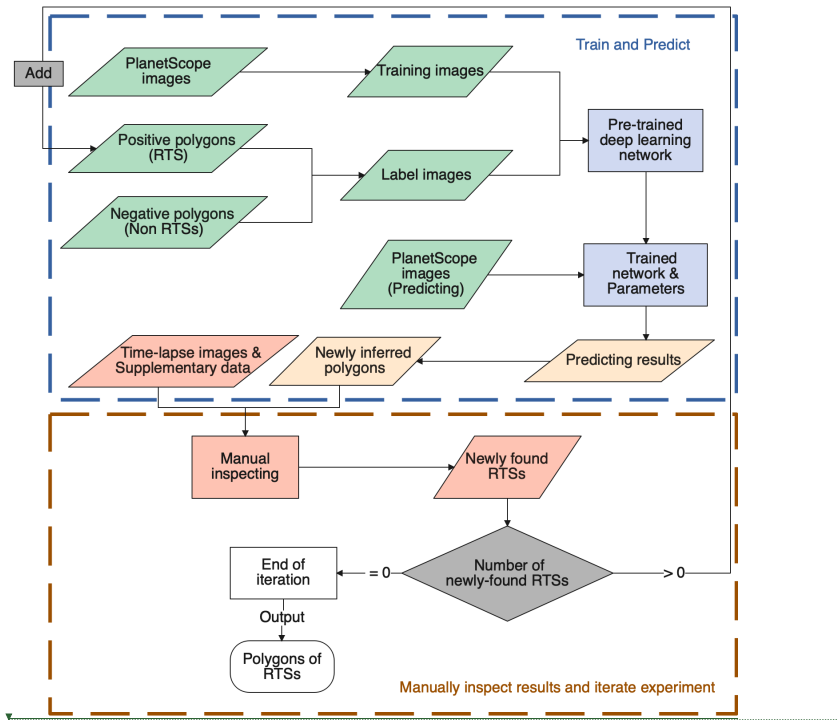 Train and Predict
Add
PlanetScope
images
Training images
Pre-trained
deep learning
network
Positive polygons
(RTS)
Label images
Negative polygons
(Non RTSs)
PlanetScope
images
(Predicting)
Trained
network &
Parameters
Time-lapse images &
Supplementary data
Newly inferred
polygons
Predicting results
Manual
inspecting
Newly found
RTSs
End of
iteration
= 0
Number of
newly-found RTSs
> 0
Output
Polygons of
RTSs
Manually inspect results and iterate experiment